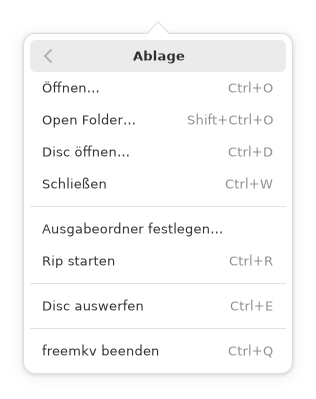 Ablage
Öffnen... Ctrl+O
Open Folder... Shift+Ctrl+O
Disc öffnen... Ctrl+D
Schließen Ctrl+W
Ausgabeordner festlegen...
Rip starten Ctrl+R
Disc auswerfen Ctrl+E
freemkv beenden Ctrl+Q